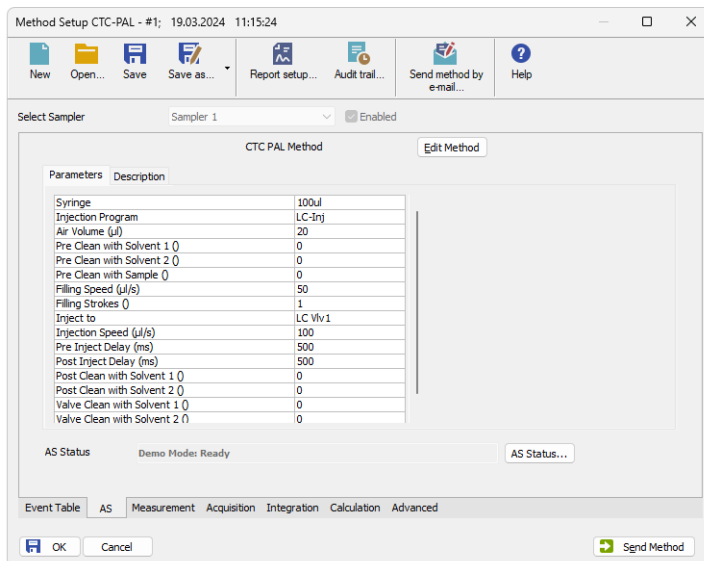 Method Setup CTC-PAL - #1; 19.03.2024 11:15:24
New Open... Save Save as... Report setup... Audit trail... Send method by e-mail... Help
Select Sampler Sampler 1 Enabled
CTC PAL Method Edit Method
Parameters Description
Syringe 100ul
Injection Program LC-Inj
Air Volume (µl) 20
Pre Clean with Solvent 1 () 0
Pre Clean with Solvent 2 () 0
Pre Clean with Sample () 0
Filling Speed (µl/s) 50
Filling Strokes () 1
Inject to LC Vlv1
Injection Speed (µl/s) 100
Pre Inject Delay (ms) 500
Post Inject Delay (ms) 500
Post Clean with Solvent 1 () 0
Post Clean with Solvent 2 () 0
Valve Clean with Solvent 1 () 0
Valve Clean with Solvent 2 () 0
AS Status Demo Mode: Ready AS Status...
Event Table AS Measurement Acquisition Integration Calculation Advanced
OK Cancel Send Method